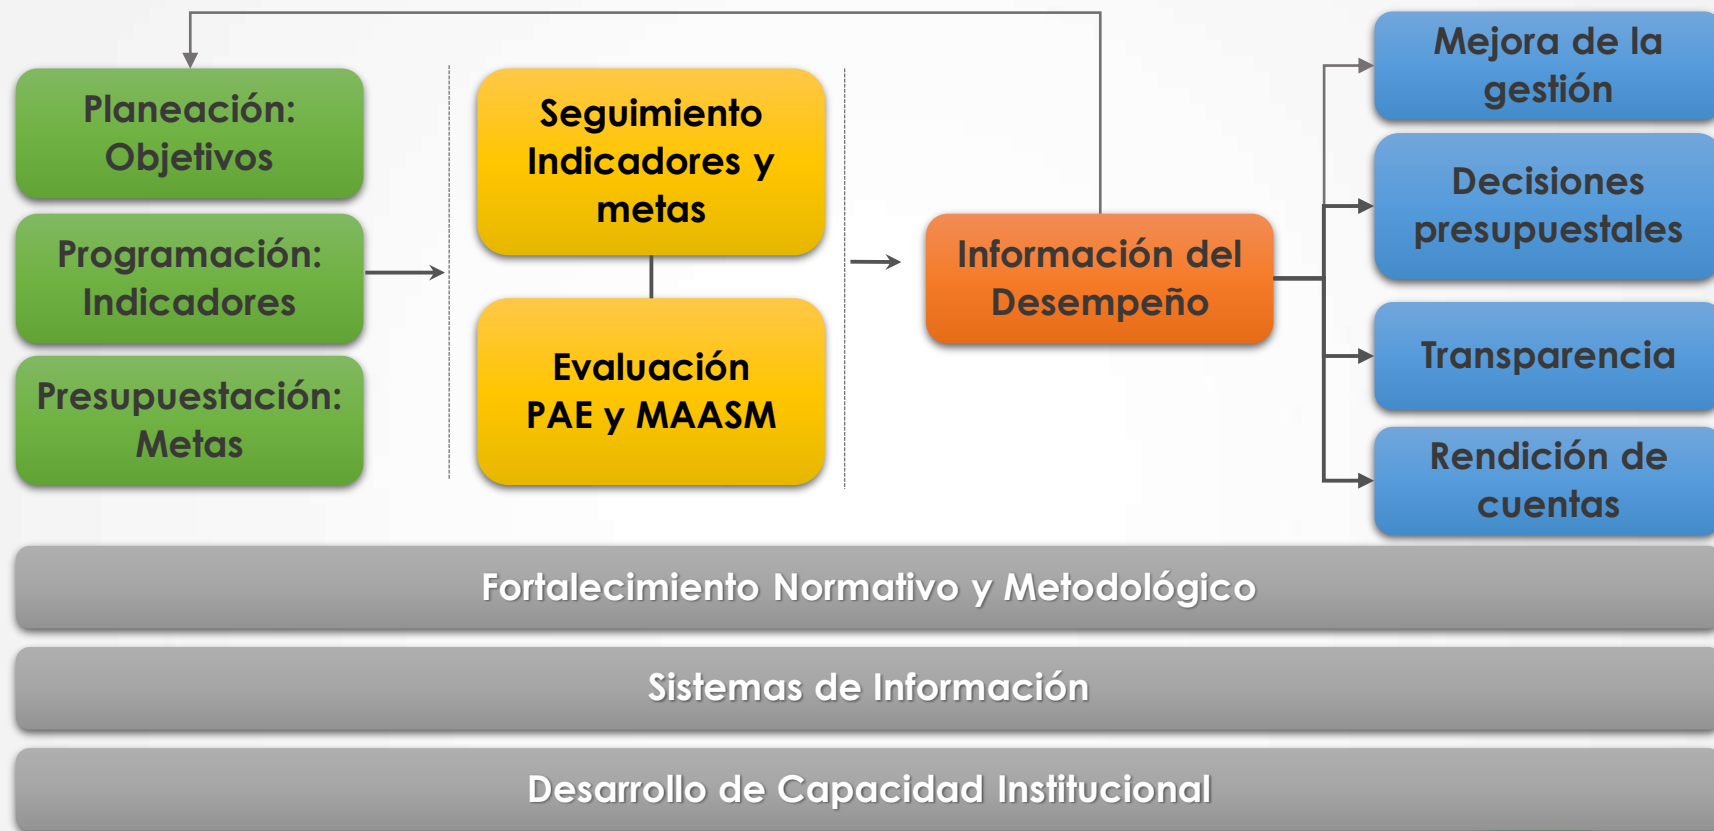 Planeación:
Objetivos
Programación:
Indicadores
Presupuestación:
Metas
Seguimiento
Indicadores y
metas
Evaluación
PAE y MAASM
Información del
Desempeño
Mejora de la
gestión
Decisiones
presupuestales
Transparencia
Rendición de
cuentas
Fortalecimiento Normativo y Metodológico
Sistemas de Información
Desarrollo de Capacidad Institucional